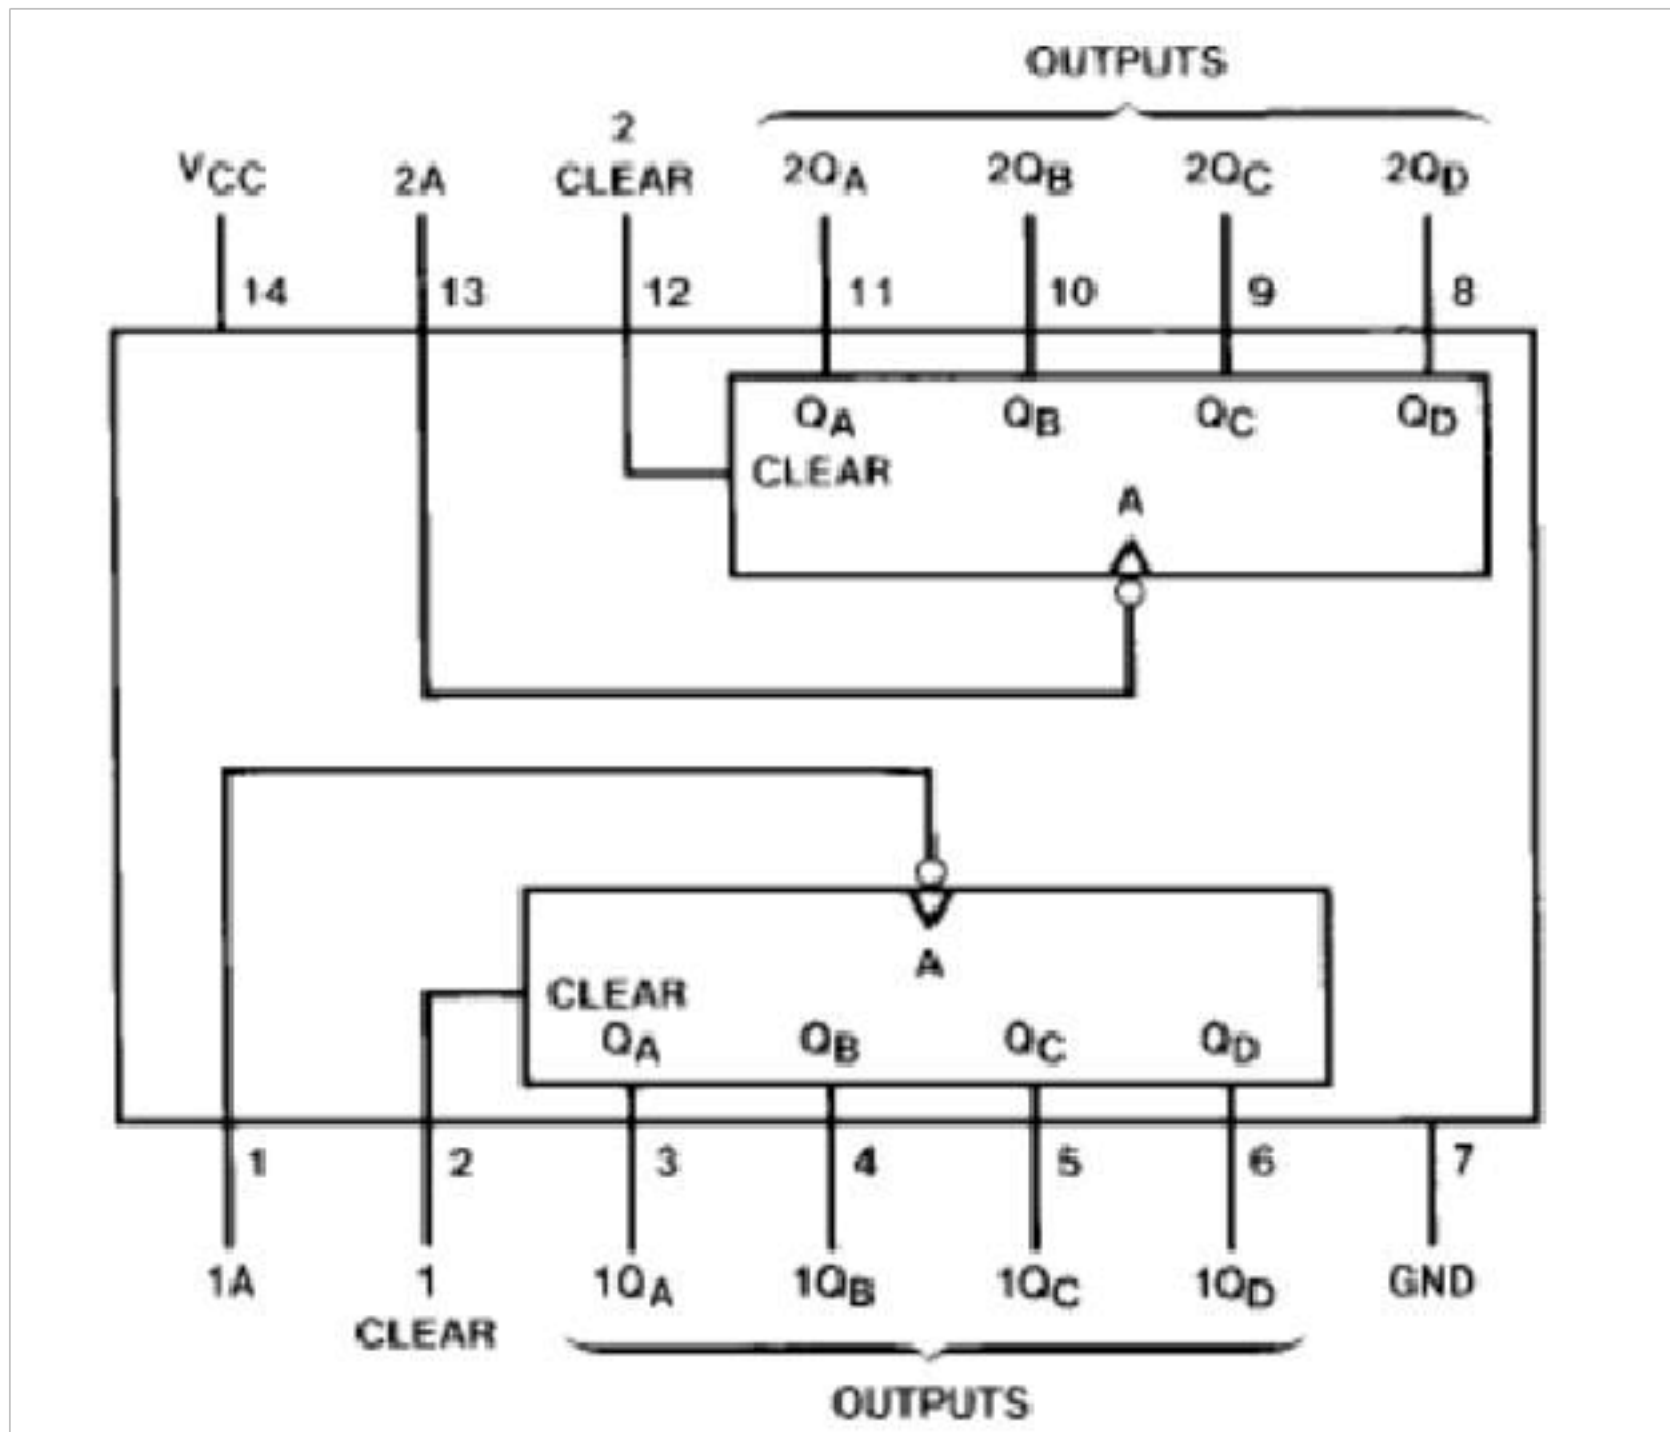 OUTPUTS
2
VCC 2A CLEAR 2QA 2QB 2QC 2QD
14 13 12 11 10 9 8
QA QB QC QD
CLEAR
A
A
CLEAR
QA QB QC QD
1 2 3 4 5 6 7
1A 1 1QA 1QB 1QC 1QD GND
CLEAR
OUTPUTS